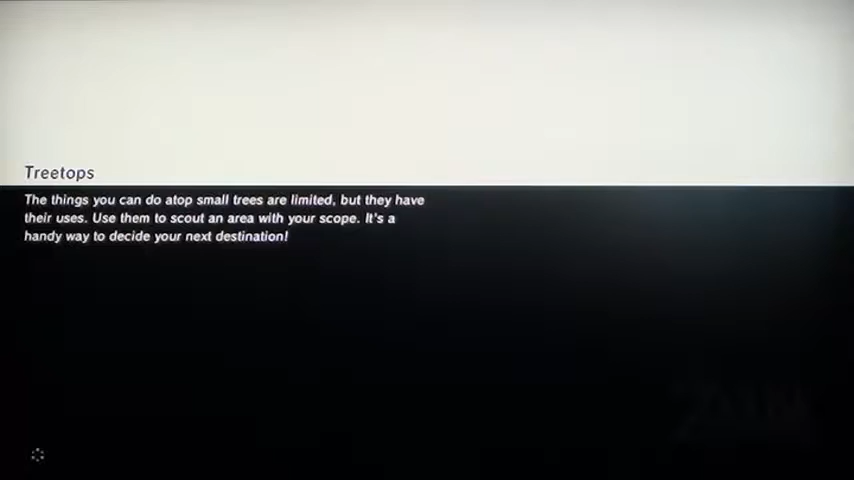 Treetops
The things you can do atop small trees are limited, but they have
their uses. Use them to scout an area with your scope. It's a
handy way to decide your next destination!